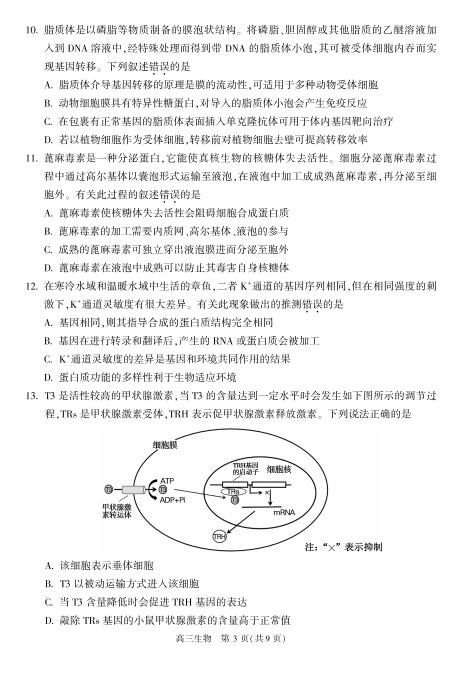 10. 脂质体是以磷脂等物质制备的膜泡状结构。将磷脂、胆固醇或其他脂质的乙醚溶液加
入到 DNA 溶液中,经特殊处理而得到带 DNA 的脂质体小泡,其可被受体细胞内吞而实
现基因转移。下列叙述错误的是
A. 脂质体介导基因转移的原理是膜的流动性,可适用于多种动物受体细胞
B. 动物细胞膜具有特异性糖蛋白,对导入的脂质体小泡会产生免疫反应
C. 在包裹有正常基因的脂质体表面插入单克隆抗体可用于体内基因靶向治疗
D. 若以植物细胞作为受体细胞,转移前对植物细胞去壁可提高转移效率
11. 蓖麻毒素是一种分泌蛋白,它能使真核生物的核糖体失去活性。细胞分泌蓖麻毒素过
程中通过高尔基体以囊泡形式运输至液泡,在液泡中加工成成熟蓖麻毒素,再分泌至细
胞外。有关此过程的叙述错误的是
A. 蓖麻毒素使核糖体失去活性会阻碍细胞合成蛋白质
B. 蓖麻毒素的加工需要内质网、高尔基体、液泡的参与
C. 成熟的蓖麻毒素可独立穿出液泡膜进而分泌至胞外
D. 蓖麻毒素在液泡中成熟可以防止其毒害自身核糖体
12. 在寒冷水域和温暖水域中生活的章鱼,二者 K⁺通道的基因序列相同,但在相同强度的刺
激下,K⁺通道灵敏度有很大差异。有关此现象做出的推测错误的是
A. 基因相同,则其指导合成的蛋白质结构完全相同
B. 基因在进行转录和翻译后,产生的 RNA 或蛋白质会被加工
C. K⁺通道灵敏度的差异是基因和环境共同作用的结果
D. 蛋白质功能的多样性利于生物适应环境
13. T3 是活性较高的甲状腺激素,当 T3 的含量达到一定水平时会发生如下图所示的调节过
程,TRs 是甲状腺激素受体,TRH 表示促甲状腺激素释放激素。下列说法正确的是
细胞膜
TRH基因
的启动子
细胞核
ATP
T3
T3
ADP+Pi
TRs
T3
×
甲状腺激
素转运体
mRNA
TRH
注:“×”表示抑制
A. 该细胞表示垂体细胞
B. T3 以被动运输方式进入该细胞
C. 当 T3 含量降低时会促进 TRH 基因的表达
D. 敲除 TRs 基因的小鼠甲状腺激素的含量高于正常值
高三生物 第 3 页(共 9 页)